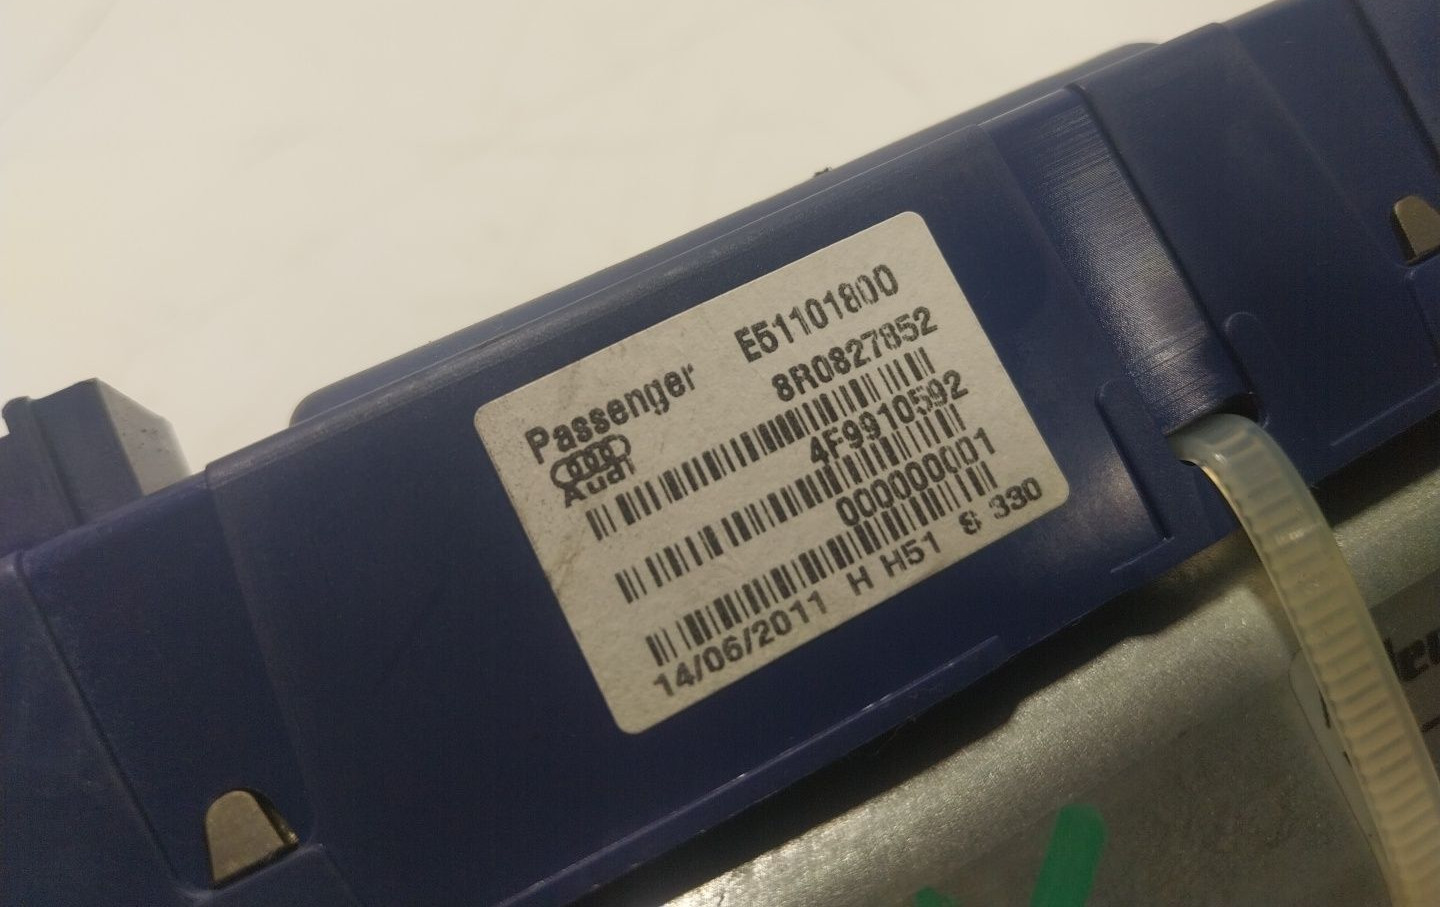 Passenger E51101800
Audi 8R0827852
4F9910592
000000001
14/06/2011 H H51 S 330